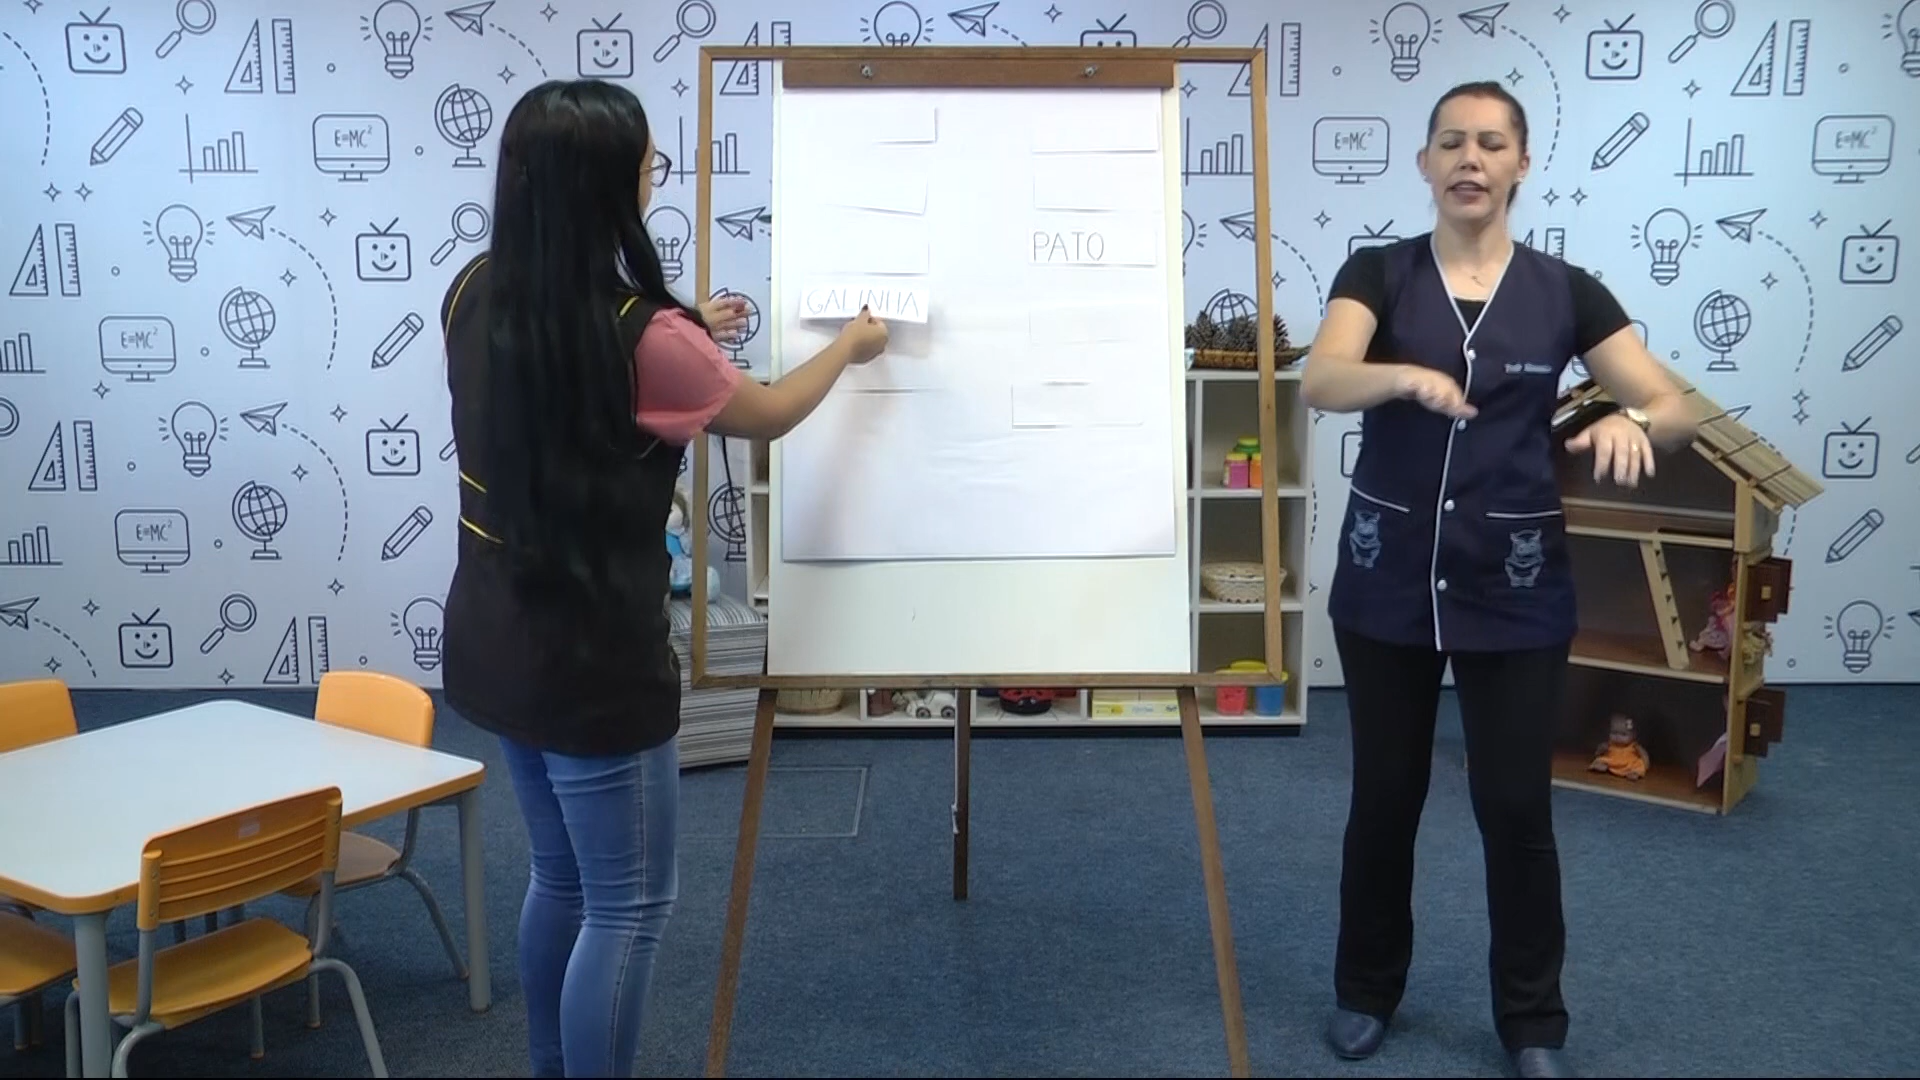 PATO
GALINHA
E=MC²
E=MC²
E=MC²
E=MC²
E=MC²